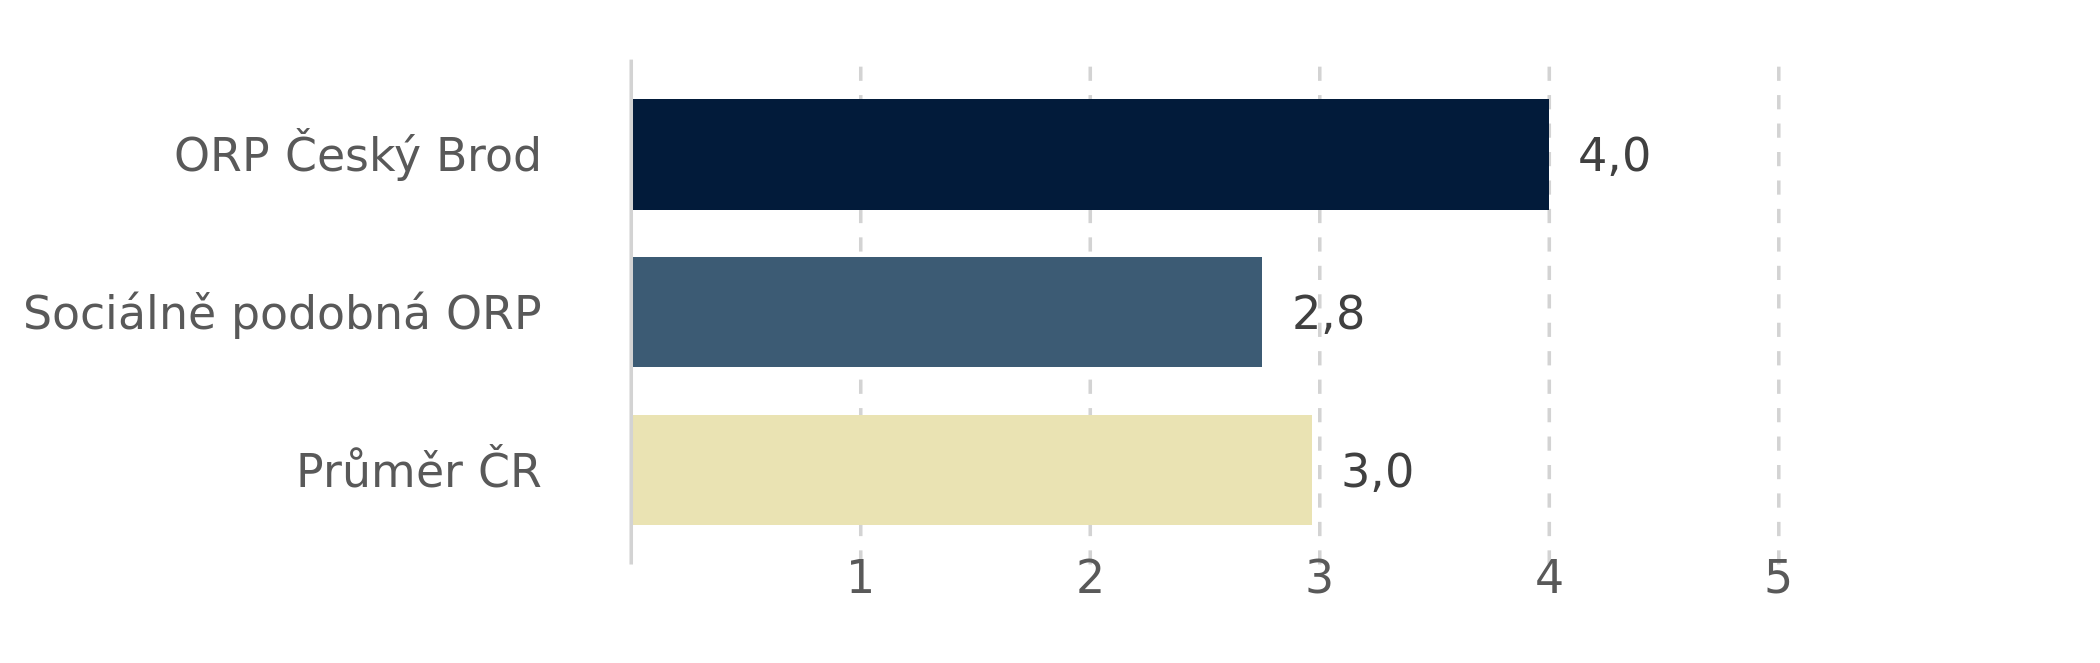 ORP Český Brod 4,0
Sociálně podobná ORP 2,8
Průměr ČR 3,0
1 2 3 4 5